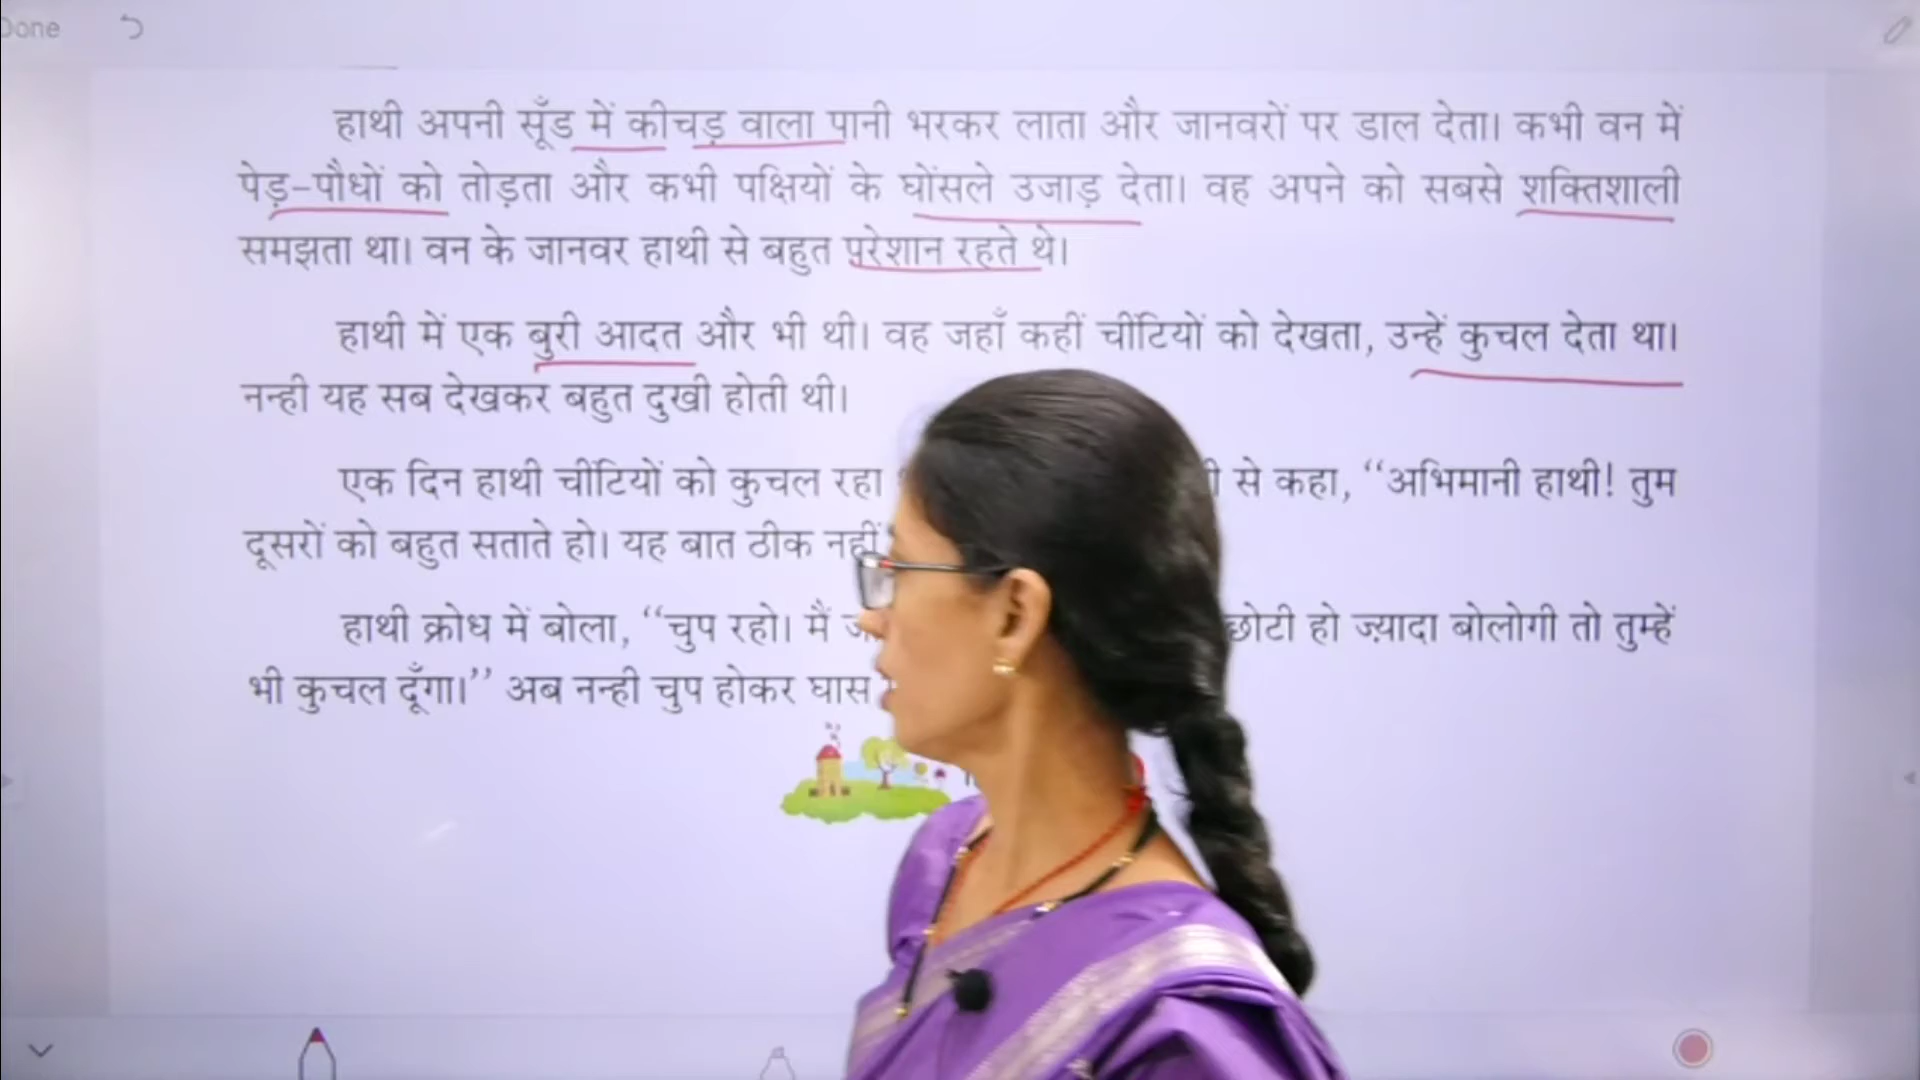 Done
हाथी अपनी सूँड में कीचड़ वाला पानी भरकर लाता और जानवरों पर डाल देता। कभी वन में
पेड़-पौधों को तोड़ता और कभी पक्षियों के घोंसले उजाड़ देता। वह अपने को सबसे शक्तिशाली
समझता था। वन के जानवर हाथी से बहुत परेशान रहते थे।
हाथी में एक बुरी आदत और भी थी। वह जहाँ कहीं चींटियों को देखता, उन्हें कुचल देता था।
नन्ही यह सब देखकर बहुत दुखी होती थी।
एक दिन हाथी चींटियों को कुचल रहा से कहा, ‘‘अभिमानी हाथी! तुम
दूसरों को बहुत सताते हो। यह बात ठीक नहीं
हाथी क्रोध में बोला, ‘‘चुप रहो। मैं छोटी हो ज़्यादा बोलोगी तो तुम्हें
भी कुचल दूँगा।’’ अब नन्ही चुप होकर घास